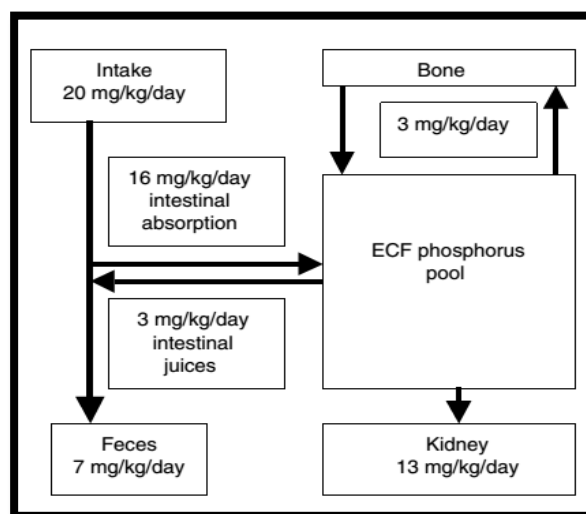 Intake
20 mg/kg/day
Bone
3 mg/kg/day
16 mg/kg/day
intestinal
absorption
ECF phosphorus
pool
3 mg/kg/day
intestinal
juices
Feces
7 mg/kg/day
Kidney
13 mg/kg/day